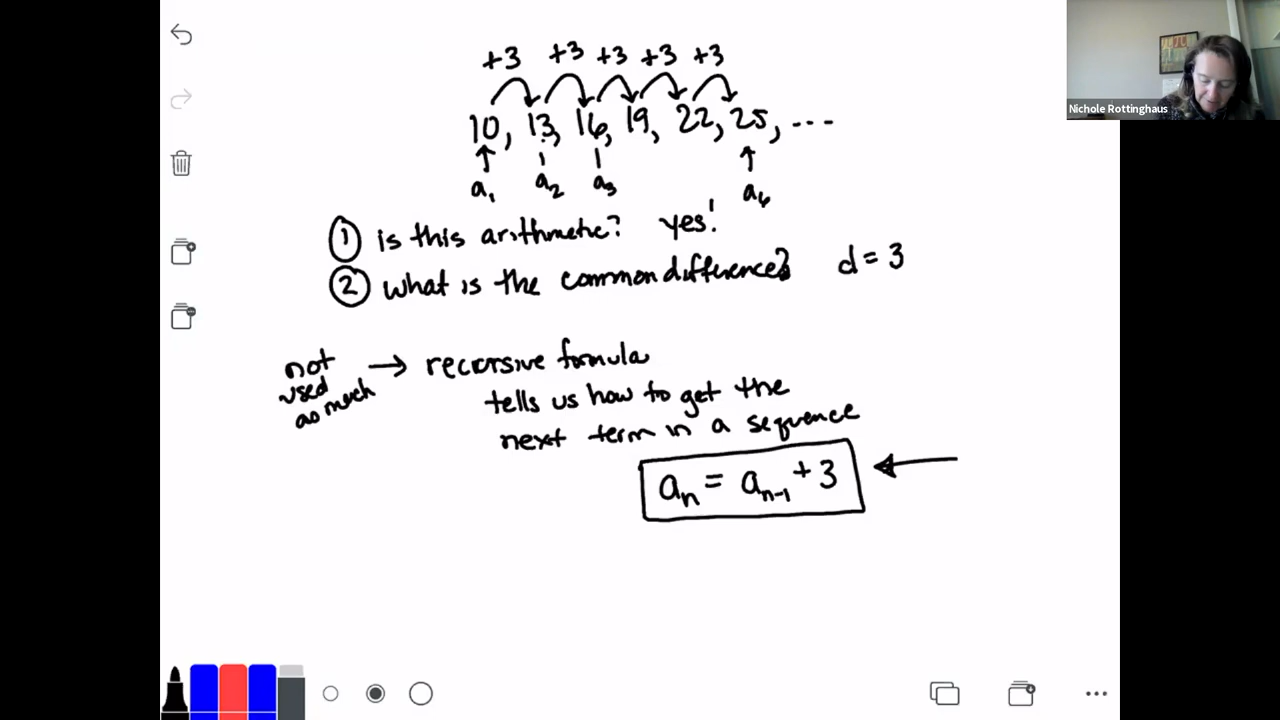 +3 +3 +3 +3 +3
10, 13, 16, 19, 22, 25, ...
a1 a2 a3 a6
① is this arithmetic? yes!
② what is the common difference? d = 3
not → recursive formula
used
as much
tells us how to get the
next term in a sequence
an = an-1 + 3
Nichole Rottinghaus